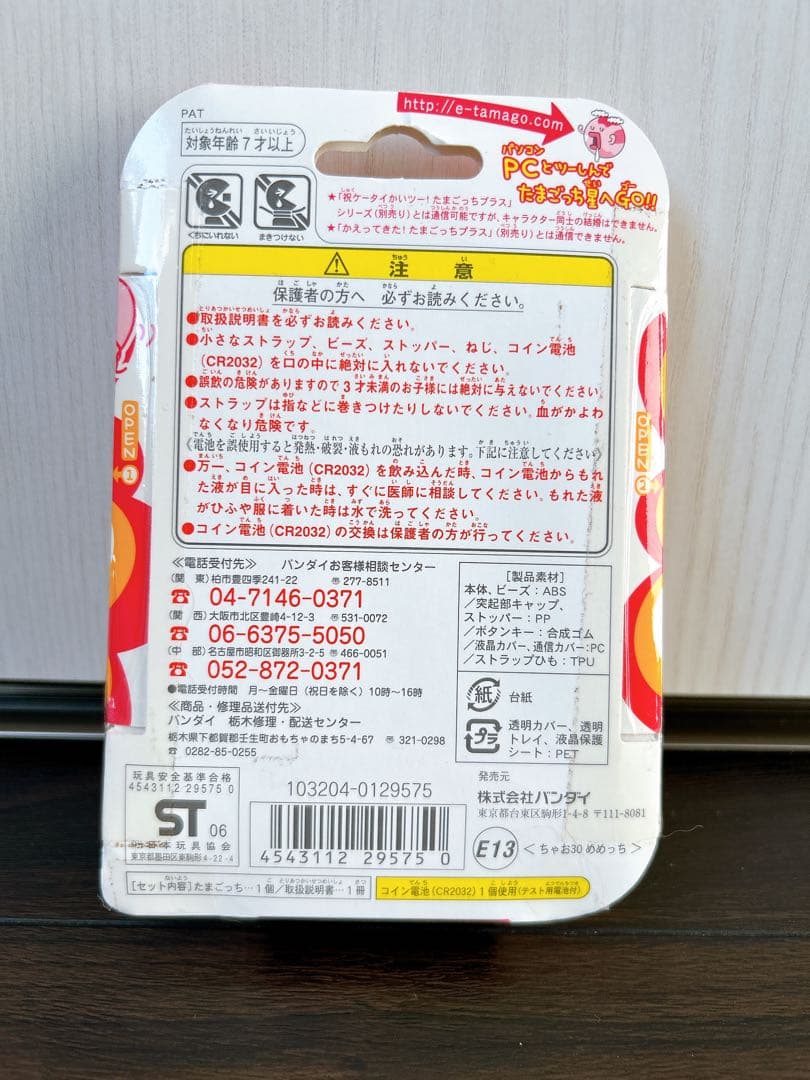 PAT
http://e-tamago.com
対象年齢7才以上
パソコン
PCとツーしんで
たまごっち星へGO!!
くちにいれない
まきつけない
★「祝ケータイかいツー!たまごっちプラス」
シリーズ(別売り)とは通信可能ですが、キャラクター同士の結婚はできません。
★「かえってきた!たまごっちプラス」(別売り)とは通信できません。
注意
保護者の方へ 必ずお読みください。
●取扱説明書を必ずお読みください。
●小さなストラップ、ビーズ、ストッパー、ねじ、コイン電池
(CR2032)を口の中に絶対に入れないでください。
●誤飲の危険がありますので3才未満のお子様には絶対に与えないでください。
●ストラップは指などに巻きつけたりしないでください。血がかよわ
なくなり危険です。
《電池を誤使用すると発熱・破裂・液もれの恐れがあります。下記に注意してください》
●万一、コイン電池(CR2032)を飲み込んだ時、コイン電池からもれ
た液が目に入った時は、すぐに医師に相談してください。もれた液
がひふや服に着いた時は水で洗ってください。
●コイン電池(CR2032)の交換は保護者の方が行ってください。
OPEN
1
OPEN
1
≪電話受付先≫ バンダイお客様相談センター
(関 東)柏市豊四季241-22 〒277-8511
☎ 04-7146-0371
(関 西)大阪市北区豊崎4-12-3 〒531-0072
☎ 06-6375-5050
(中 部)名古屋市昭和区御器所3-2-5 〒466-0051
☎ 052-872-0371
●電話受付時間 月〜金曜日(祝日を除く)10時〜16時
≪商品・修理品送付先≫
バンダイ 栃木修理・配送センター
栃木県下都賀郡壬生町おもちゃのまち5-4-67 〒321-0298
☎ 0282-85-0255
[製品素材]
本体、ビーズ:ABS
/突起部キャップ、
ストッパー:PP
/ボタンキー:合成ゴム
/液晶カバー、通信カバー:PC
/ストラップひも:TPU
紙 台紙
プラ 透明カバー、透明
トレイ、液晶保護
シート:PET
玩具安全基準合格
4543112 29575 0
ST 06
日本玩具協会
東京都墨田区東駒形4-22-4
103204-0129575
4543112 295750
発売元
株式会社バンダイ
東京都台東区駒形1-4-8 〒111-8081
E13
<ちゃお30 めめっち>
[セット内容]たまごっち…1個/取扱説明書…1冊
コイン電池(CR2032)1個使用(テスト用電池付)